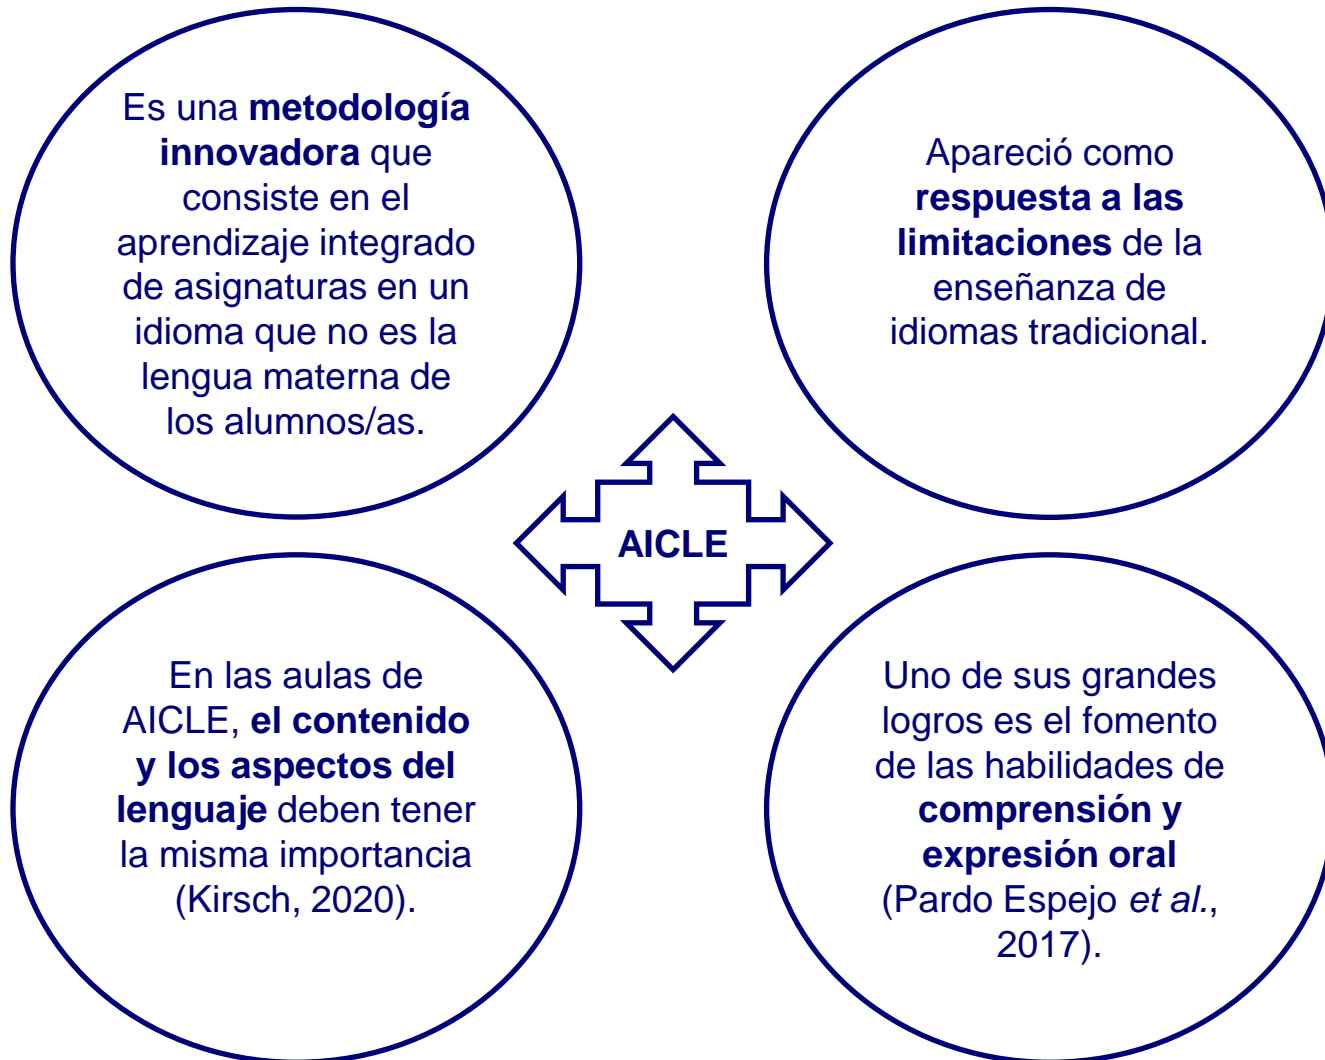 Es una metodología
innovadora que
consiste en el
aprendizaje integrado
de asignaturas en un
idioma que no es la
lengua materna de
los alumnos/as.
Apareció como
respuesta a las
limitaciones de la
enseñanza de
idiomas tradicional.
AICLE
En las aulas de
AICLE, el contenido
y los aspectos del
lenguaje deben tener
la misma importancia
(Kirsch, 2020).
Uno de sus grandes
logros es el fomento
de las habilidades de
comprensión y
expresión oral
(Pardo Espejo et al.,
2017).